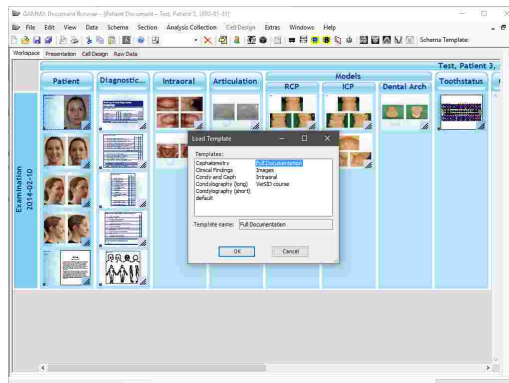 GAMMA Document Browser - [Patient Document - Test, Patient 3, (80-01-31)]
File Edit View Data Schema Section Analysis Collection Cell Design Extras Windows Help
Schema Template:
Workspace Presentation Cell Design Raw Data
Test, Patient 3,
Patient Diagnostic... Intraoral Articulation Models Toothstatus
RCP ICP Dental Arch
Examination
2014-02-10
Load Template
Templates:
Cephalometry Full Documentation
Clinical Findings Images
Condy and Ceph Intraoral
Condylography (long) VieSID course
Condylography (short)
default
Template name: Full Documentation
OK Cancel